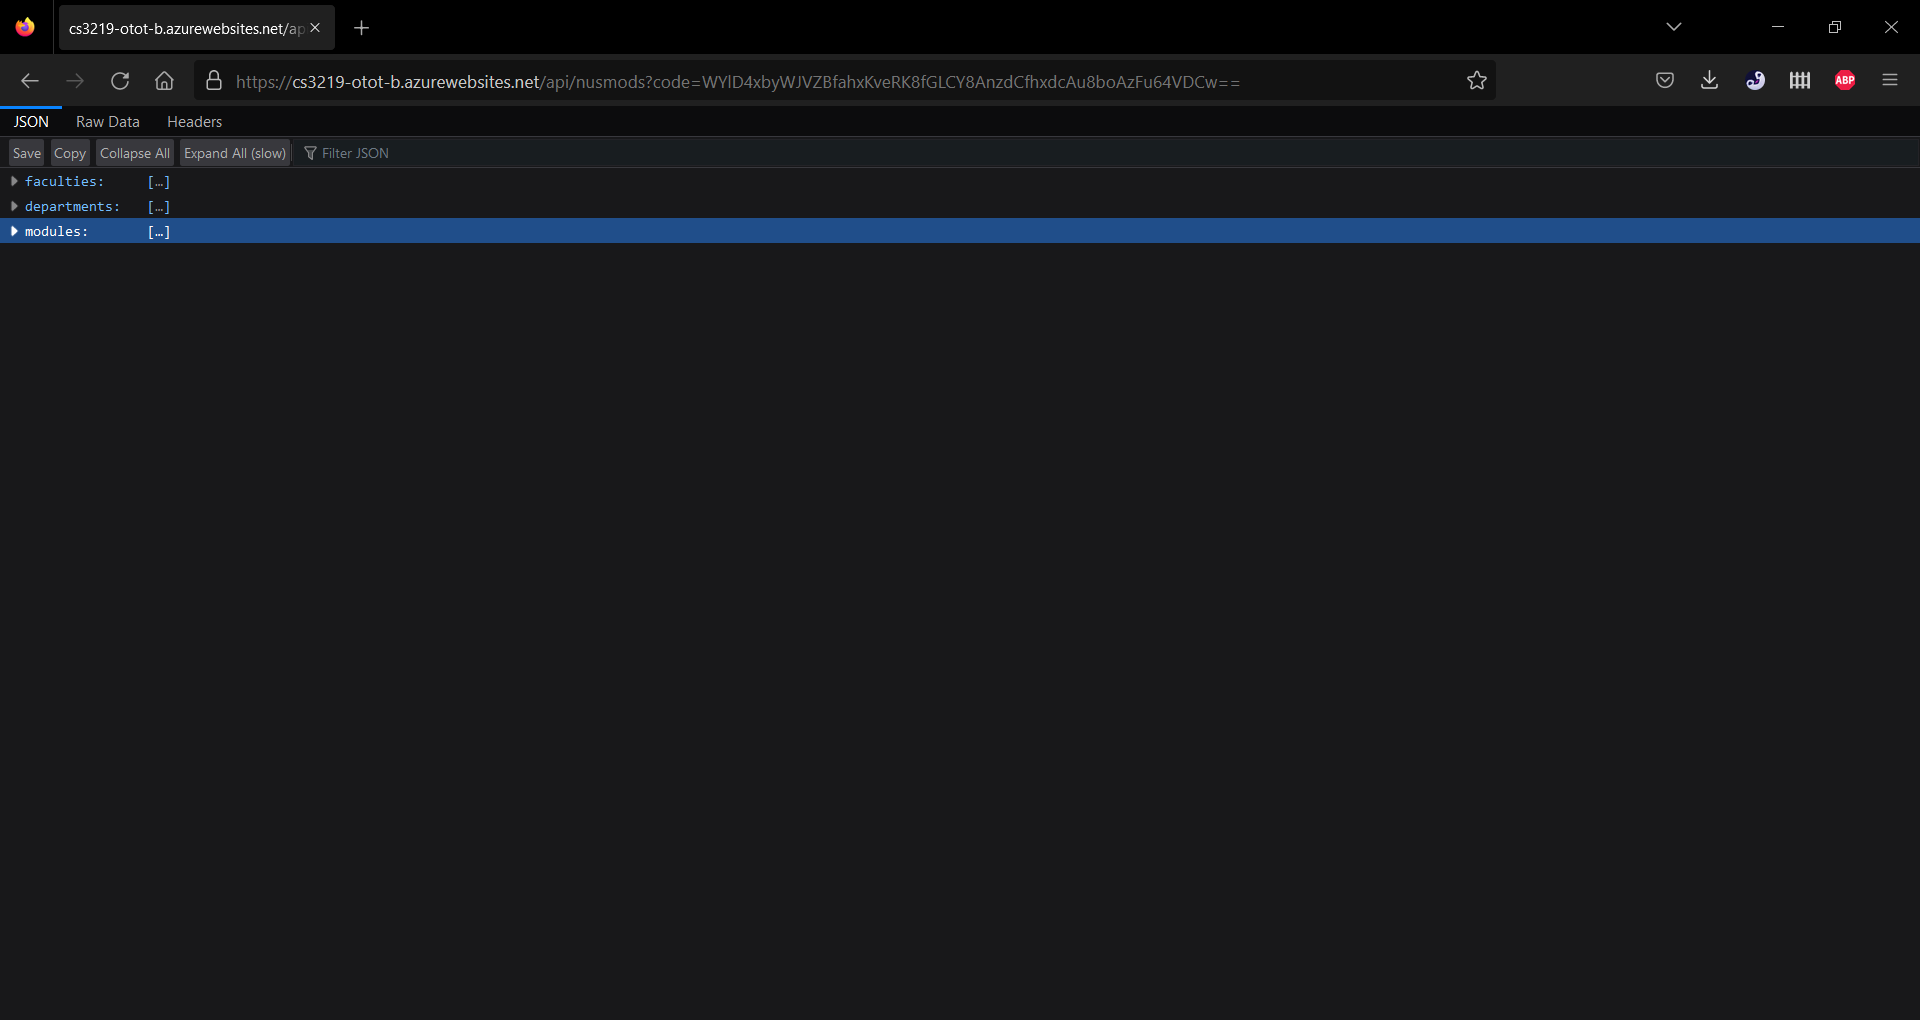 cs3219-otot-b.azurewebsites.net/ap
https://cs3219-otot-b.azurewebsites.net/api/nusmods?code=WYlD4xbyWJVZBfahxKveRK8fGLCY8AnzdCfhxdcAu8boAzFu64VDCw==
ABP
JSON Raw Data Headers
Save Copy Collapse All Expand All (slow) Filter JSON
faculties: […]
departments: […]
modules: […]